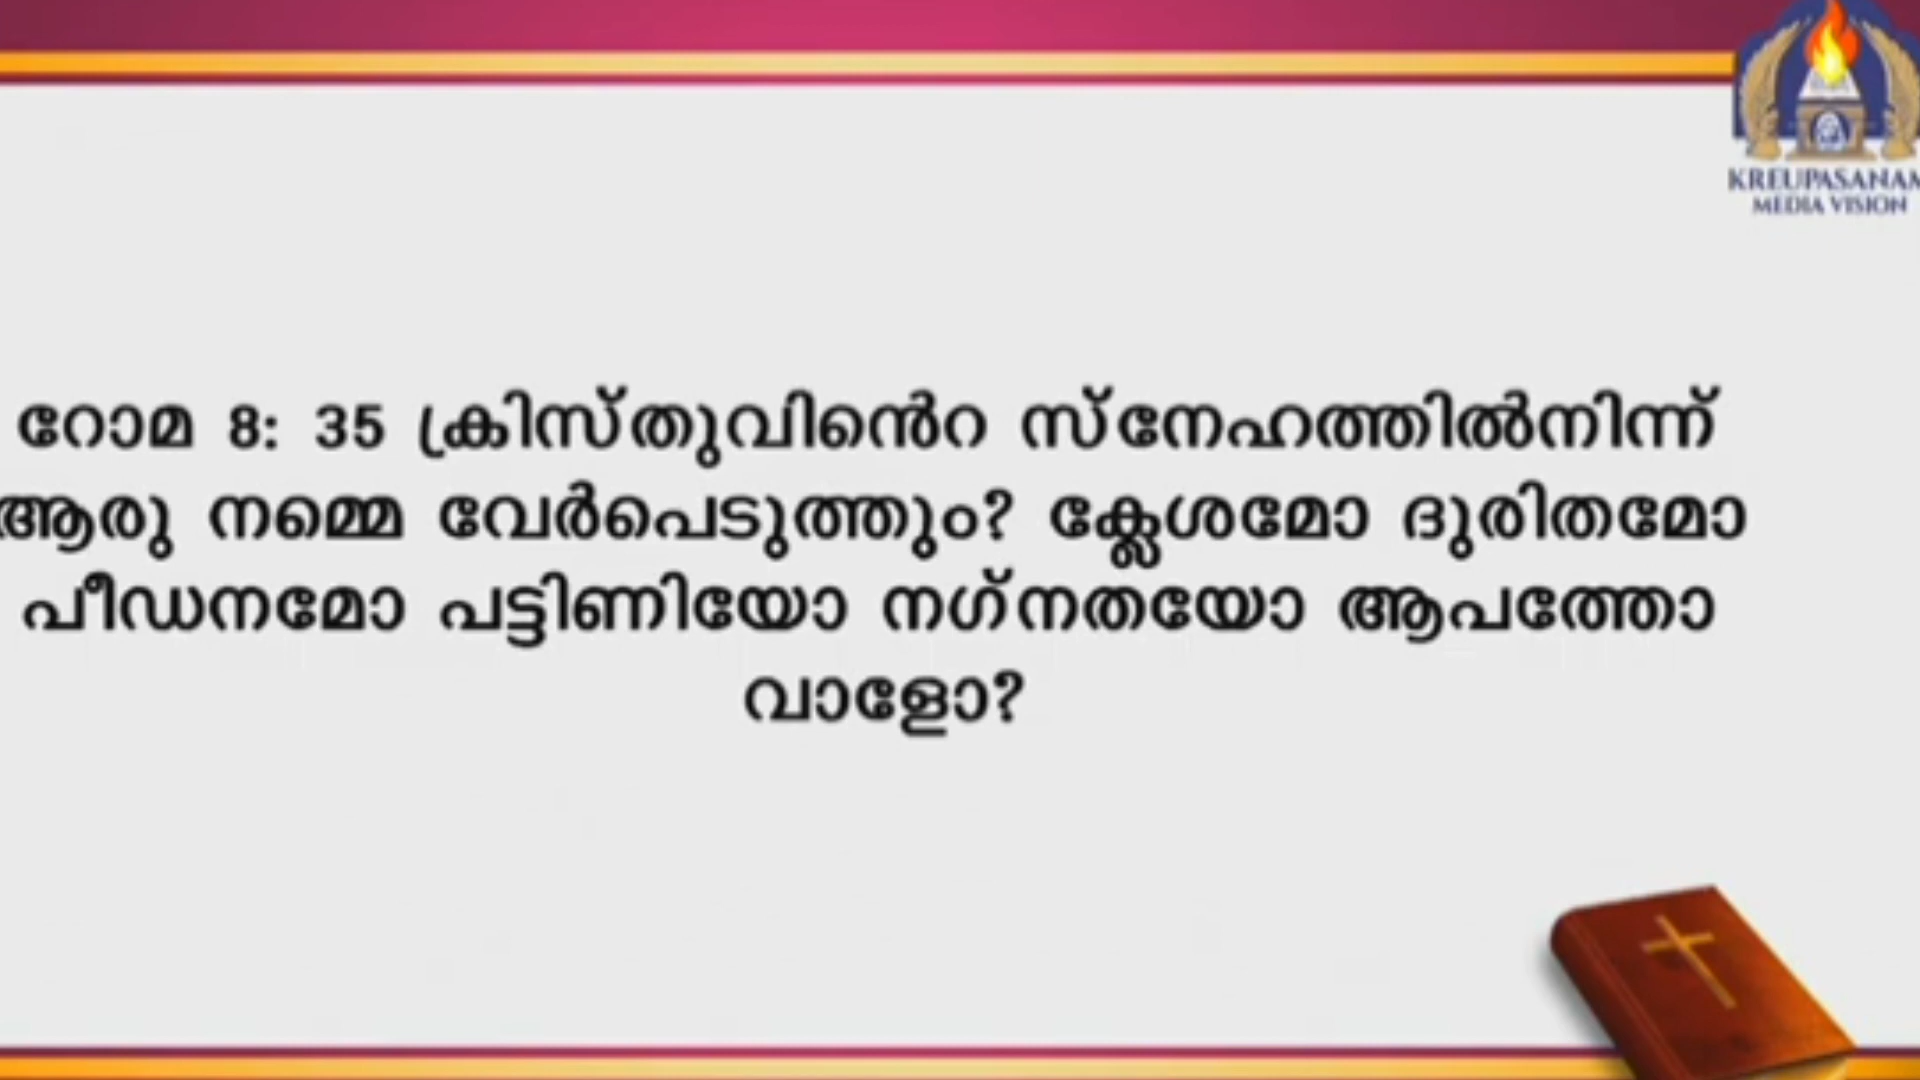 KREUPASANAM
MEDIA VISION
റോമ 8: 35 ക്രിസ്തുവിൻെറ സ്നേഹത്തിൽനിന്ന്
ആരു നമ്മെ വേർപെടുത്തും? ക്ലേശമോ ദുരിതമോ
പീഡനമോ പട്ടിണിയോ നഗ്നതയോ ആപത്തോ
വാളോ?